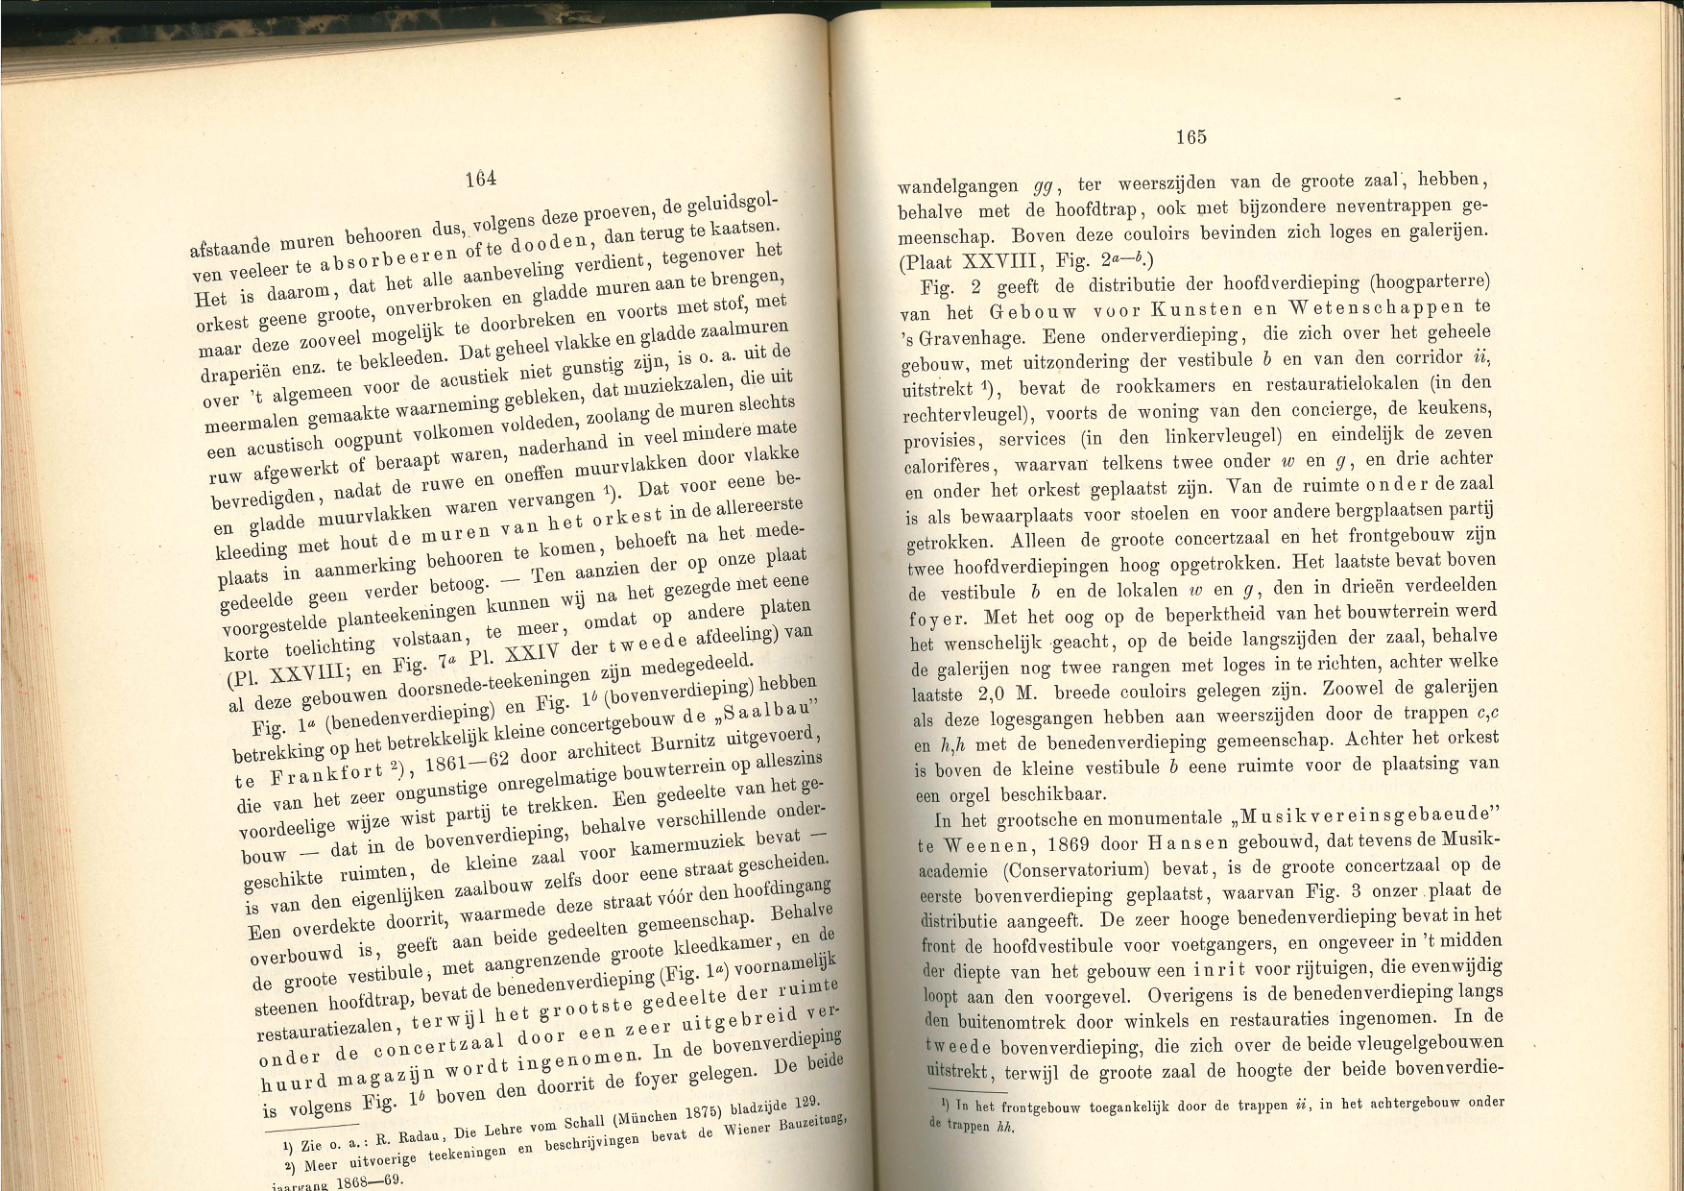 164
afstaande muren behooren dus, volgens deze proeven, de geluidsgol-
ven veeleer te absorbeeren of te dooden, dan terug te kaatsen.
Het is daarom, dat het alle aanbeveling verdient, tegenover het
orkest geene groote, onverbroken en gladde muren aan te brengen,
maar deze zooveel mogelijk te doorbreken en voorts met stof, met
draperiën enz. te bekleeden. Dat geheel vlakke en gladde zaalmuren
over 't algemeen voor de acustiek niet gunstig zijn, is o. a. uit de
meermalen gemaakte waarneming gebleken, dat muziekzalen, die uit
een acustisch oogpunt volkomen voldeden, zoolang de muren slechts
ruw afgewerkt of beraapt waren, naderhand in veel mindere mate
bevredigden, nadat de ruwe en oneffen muurvlakken door vlakke
en gladde muurvlakken waren vervangen ¹). Dat voor eene be-
kleeding met hout de muren van het orkest in de allereerste
plaats in aanmerking behooren te komen, behoeft na het mede-
gedeelde geen verder betoog. — Ten aanzien der op onze plaat
voorgestelde planteekeningen kunnen wij na het gezegde met eene
korte toelichting volstaan, te meer, omdat op andere platen
(Pl. XXVIII; en Fig. 7ᵃ Pl. XXIV der tweede afdeeling) van
al deze gebouwen doorsnede-teekeningen zijn medegedeeld.
Fig. 1ᵃ (benedenverdieping) en Fig. 1ᵇ (bovenverdieping) hebben
betrekking op het betrekkelijk kleine concertgebouw de „Saalbau”
te Frankfort ²), 1861—62 door architect Burnitz uitgevoerd,
die van het zeer ongunstige onregelmatige bouwterrein op alleszins
voordeelige wijze wist partij te trekken. Een gedeelte van het ge-
bouw — dat in de bovenverdieping, behalve verschillende onder-
geschikte ruimten, de kleine zaal voor kamermuziek bevat —
is van den eigenlijken zaalbouw zelfs door eene straat gescheiden.
Een overdekte doorrit, waarmede deze straat vóór den hoofdingang
overbouwd is, geeft aan beide gedeelten gemeenschap. Behalve
de groote vestibule, met aangrenzende groote kleedkamer, en de
steenen hoofdtrap, bevat de benedenverdieping (Fig. 1ᵃ) voornamelijk
restauratiezalen, terwijl het grootste gedeelte der ruimte
onder de concertzaal door een zeer uitgebreid ver-
huurd magazijn wordt ingenomen. In de bovenverdieping
is volgens Fig. 1ᵇ boven den doorrit de foyer gelegen. De beide
¹) Zie o. a.: R. Radau, Die Lehre vom Schall (München 1875) bladzijde 129.
²) Meer uitvoerige teekeningen en beschrijvingen bevat de Wiener Bauzeitung,
jaargang 1868—69.
165
wandelgangen gg, ter weerszijden van de groote zaal, hebben,
behalve met de hoofdtrap, ook met bijzondere neventrappen ge-
meenschap. Boven deze couloirs bevinden zich loges en galerijen.
(Plaat XXVIII, Fig. 2ᵃ—ᵇ.)
Fig. 2 geeft de distributie der hoofdverdieping (hoogparterre)
van het Gebouw voor Kunsten en Wetenschappen te
's Gravenhage. Eene onderverdieping, die zich over het geheele
gebouw, met uitzondering der vestibule b en van den corridor ii,
uitstrekt ¹), bevat de rookkamers en restauratielokalen (in den
rechtervleugel), voorts de woning van den concierge, de keukens,
provisies, services (in den linkervleugel) en eindelijk de zeven
calorifères, waarvan telkens twee onder w en g, en drie achter
en onder het orkest geplaatst zijn. Van de ruimte onder de zaal
is als bewaarplaats voor stoelen en voor andere bergplaatsen partij
getrokken. Alleen de groote concertzaal en het frontgebouw zijn
twee hoofdverdiepingen hoog opgetrokken. Het laatste bevat boven
de vestibule b en de lokalen w en g, den in drieën verdeelden
foyer. Met het oog op de beperktheid van het bouwterrein werd
het wenschelijk geacht, op de beide langszijden der zaal, behalve
de galerijen nog twee rangen met loges in te richten, achter welke
laatste 2,0 M. breede couloirs gelegen zijn. Zoowel de galerijen
als deze logesgangen hebben aan weerszijden door de trappen c,c
en h,h met de benedenverdieping gemeenschap. Achter het orkest
is boven de kleine vestibule b eene ruimte voor de plaatsing van
een orgel beschikbaar.
In het grootsche en monumentale „Musikvereinsgebaeude”
te Weenen, 1869 door Hansen gebouwd, dat tevens de Musik-
academie (Conservatorium) bevat, is de groote concertzaal op de
eerste bovenverdieping geplaatst, waarvan Fig. 3 onzer plaat de
distributie aangeeft. De zeer hooge benedenverdieping bevat in het
front de hoofdvestibule voor voetgangers, en ongeveer in 't midden
der diepte van het gebouw een inrit voor rijtuigen, die evenwijdig
loopt aan den voorgevel. Overigens is de benedenverdieping langs
den buitenomtrek door winkels en restauraties ingenomen. In de
tweede bovenverdieping, die zich over de beide vleugelgebouwen
uitstrekt, terwijl de groote zaal de hoogte der beide bovenverdie-
¹) In het frontgebouw toegankelijk door de trappen ii, in het achtergebouw onder
de trappen hh.